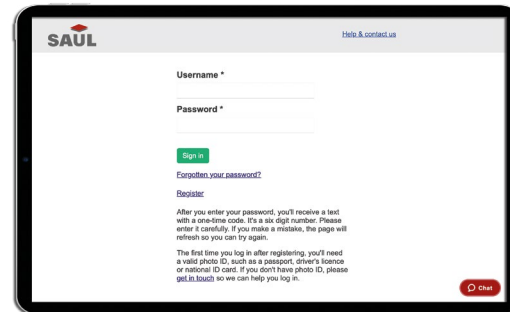 SAUL
Help & contact us
Username *
Password *
Sign in
Forgotten your password?
Register
After you enter your password, you'll receive a text
with a one-time code. It's a six digit number. Please
enter it carefully. If you make a mistake, the page will
refresh so you can try again.
The first time you log in after registering, you'll need
a valid photo ID, such as a passport, driver's licence
or national ID card. If you don't have photo ID, please
get in touch so we can help you log in.
Chat